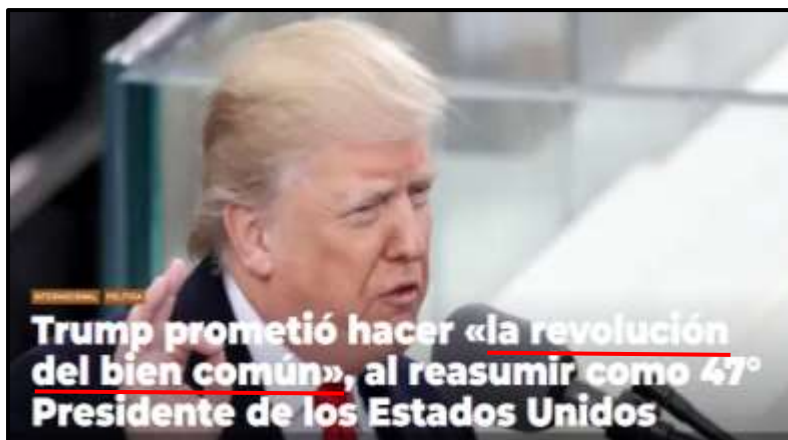 INTERNACIONAL POLÍTICA
Trump prometió hacer «la revolución
del bien común», al reasumir como 47°
Presidente de los Estados Unidos